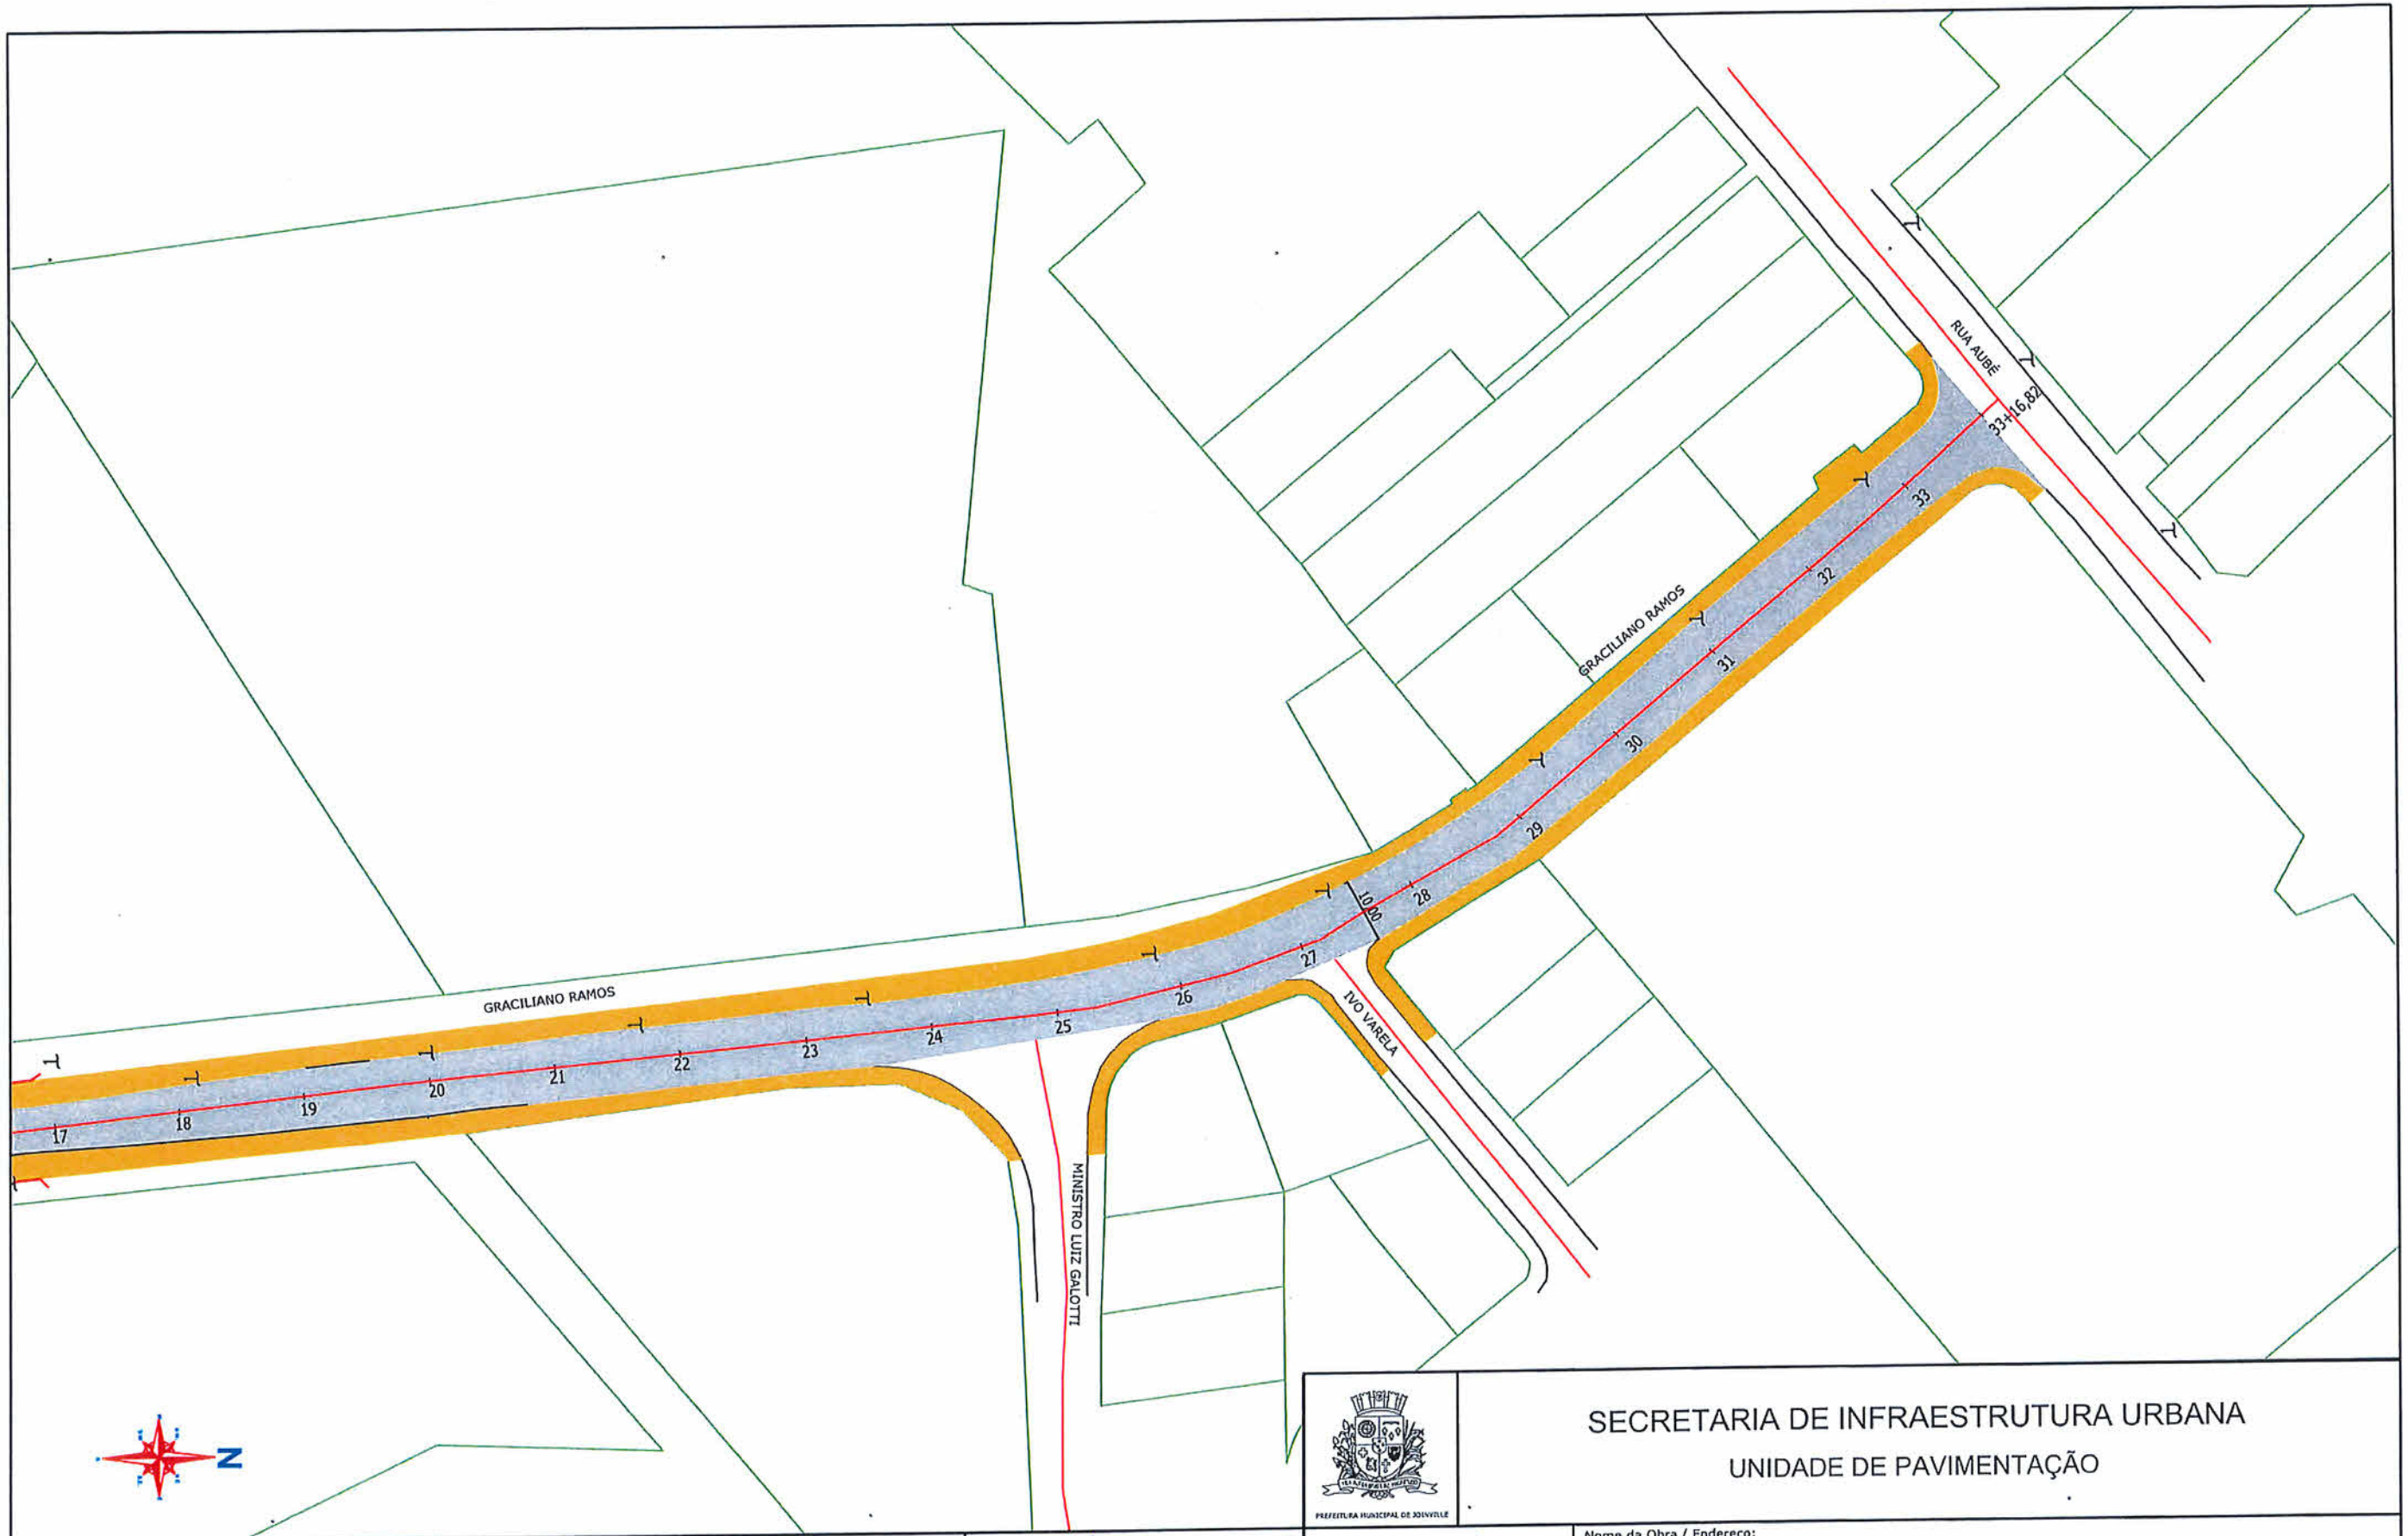 RUA AUBÉ
33+16,82
33
32
GRACILIANO RAMOS
31
30
29
28
10,00
27
IVO VARELA
26
25
24
23
22
21
20
19
18
17
GRACILIANO RAMOS
MINISTRO LUIZ GALOTTI
N
PREFEITURA MUNICIPAL DE JOINVILLE
SECRETARIA DE INFRAESTRUTURA URBANA
UNIDADE DE PAVIMENTAÇÃO
Nome da Obra / Endereço: